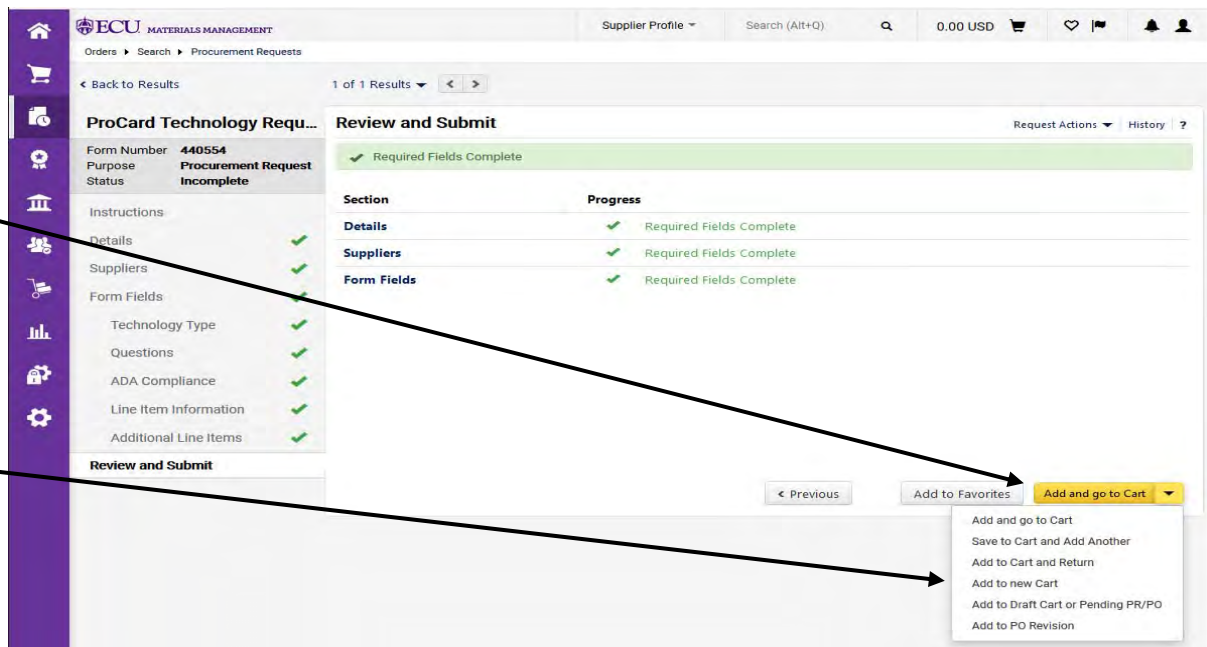 ECU MATERIALS MANAGEMENT
Supplier Profile
Search (Alt+Q)
0.00 USD
Orders Search Procurement Requests
Back to Results
1 of 1 Results
ProCard Technology Requ...
Form Number 440554
Purpose Procurement Request
Status Incomplete
Instructions
Details
Suppliers
Form Fields
Technology Type
Questions
ADA Compliance
Line Item Information
Additional Line Items
Review and Submit
Review and Submit
Request Actions History ?
Required Fields Complete
Section Progress
Details Required Fields Complete
Suppliers Required Fields Complete
Form Fields Required Fields Complete
Previous Add to Favorites Add and go to Cart
Add and go to Cart
Save to Cart and Add Another
Add to Cart and Return
Add to new Cart
Add to Draft Cart or Pending PR/PO
Add to PO Revision